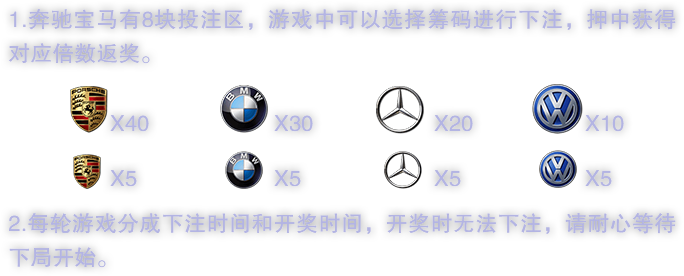 1.奔驰宝马有8块投注区，游戏中可以选择筹码进行下注，押中获得
对应倍数返奖。
PORSCHE X40 BMW X30 X20 X10
X5 BMW X5 X5 X5
2.每轮游戏分成下注时间和开奖时间，开奖时无法下注，请耐心等待
下局开始。